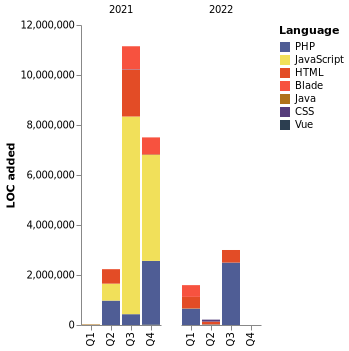 2021
2022
LOC added
12,000,000
10,000,000
8,000,000
6,000,000
4,000,000
2,000,000
0
Q1
Q2
Q3
Q4
Q1
Q2
Q3
Q4
Language
PHP
JavaScript
HTML
Blade
Java
CSS
Vue